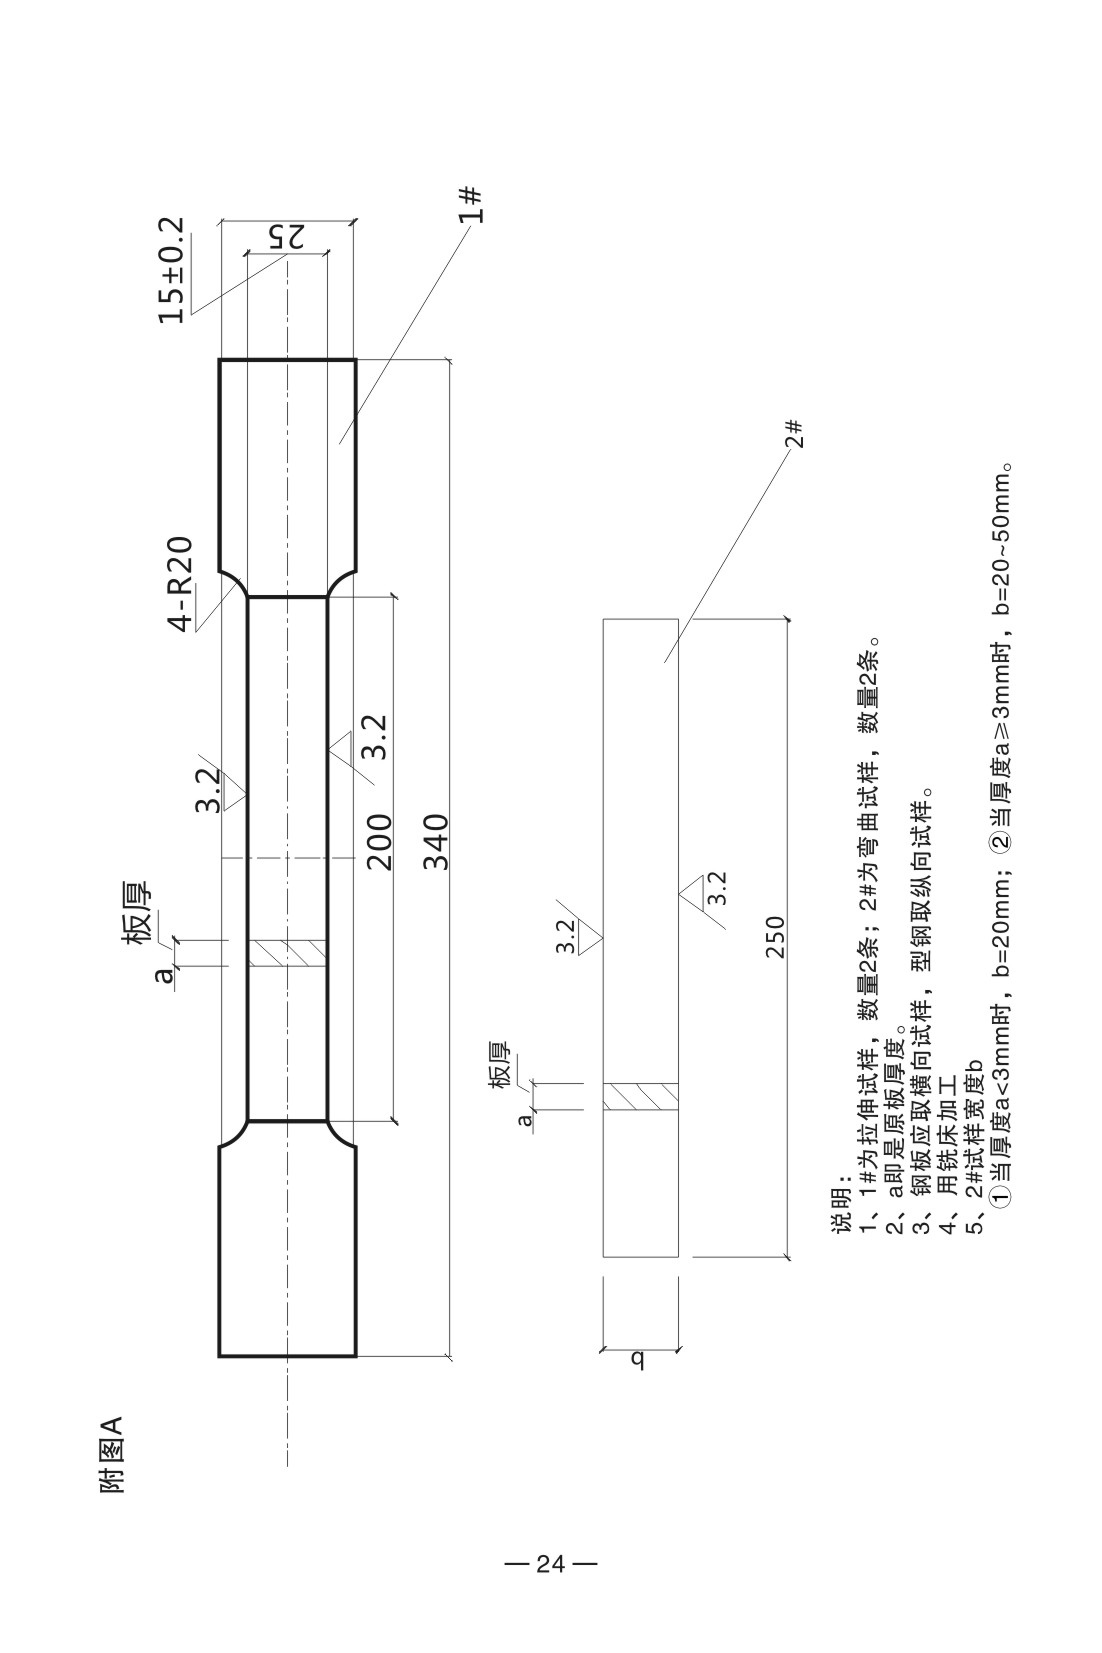 附图A
板厚
a
3.2
4-R20
15±0.2
25
3.2
200
340
1#
板厚
a
3.2
3.2
b
250
2#
说明：
1、1#为拉伸试样，数量2条；2#为弯曲试样，数量2条。
2、a即是原板厚度。
3、钢板应取横向试样，型钢取纵向试样。
4、用铣床加工
5、2#试样宽度b
①当厚度a<3mm时，b=20mm；②当厚度a≥3mm时，b=20~50mm。
— 24 —